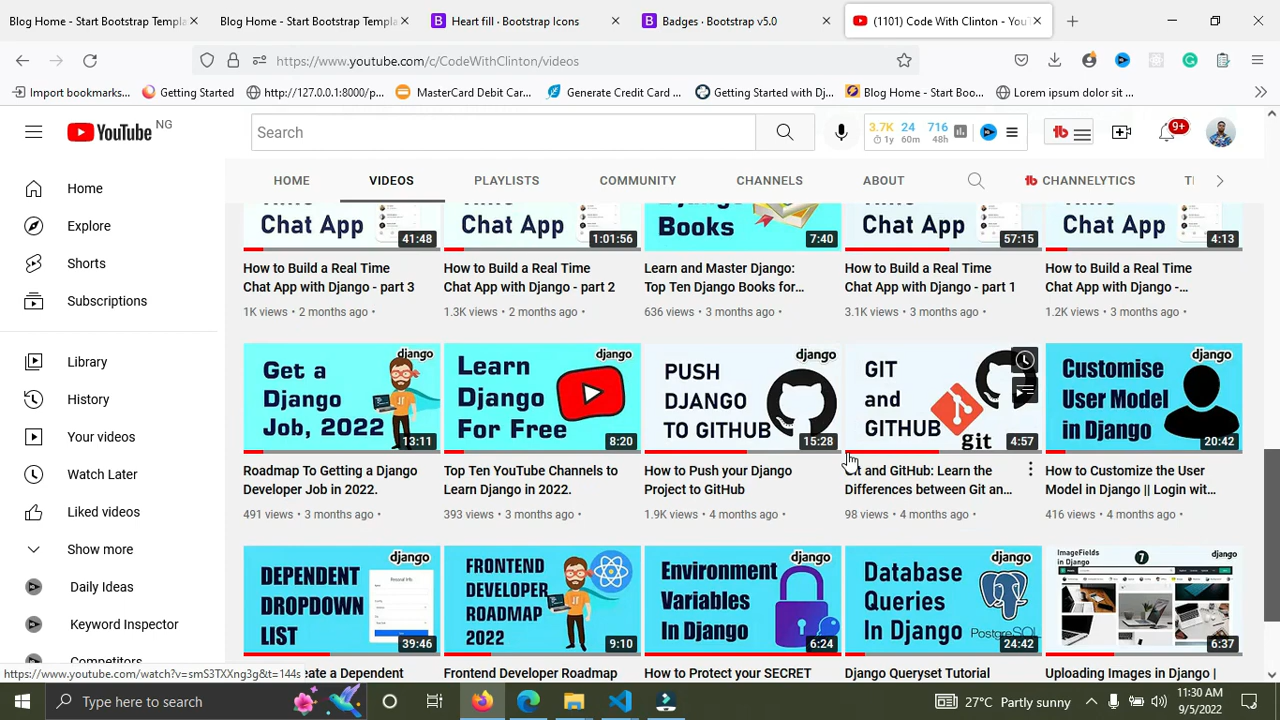 Blog Home - Start Bootstrap Templa
Blog Home - Start Bootstrap Templa
Heart fill · Bootstrap Icons
Badges · Bootstrap v5.0
(1101) Code With Clinton - YouT
https://www.youtube.com/c/CodeWithClinton/videos
Import bookmarks...
Getting Started
http://127.0.0.1:8000/p...
MasterCard Debit Car...
Generate Credit Card ...
Getting Started with Dj...
Blog Home - Start Boo...
Lorem ipsum dolor sit ...
YouTube NG
Search
3.7K 24 716
1y 60m 48h
tb
9+
HOME
VIDEOS
PLAYLISTS
COMMUNITY
CHANNELS
ABOUT
tb CHANNELYTICS
Home
Explore
Shorts
Subscriptions
Library
History
Your videos
Watch Later
Liked videos
Show more
Daily Ideas
Keyword Inspector
Chat App
41:48
How to Build a Real Time
Chat App with Django - part 3
1K views • 2 months ago •
Chat App
1:01:56
How to Build a Real Time
Chat App with Django - part 2
1.3K views • 2 months ago •
Books
7:40
Learn and Master Django:
Top Ten Django Books for...
636 views • 3 months ago •
Chat App
57:15
How to Build a Real Time
Chat App with Django - part 1
3.1K views • 3 months ago •
Chat App
4:13
How to Build a Real Time
Chat App with Django -...
1.2K views • 3 months ago •
django
Get a
Django
Job, 2022
13:11
Roadmap To Getting a Django
Developer Job in 2022.
491 views • 3 months ago •
django
Learn
Django
For Free
8:20
Top Ten YouTube Channels to
Learn Django in 2022.
393 views • 3 months ago •
django
PUSH
DJANGO
TO GITHUB
15:28
How to Push your Django
Project to GitHub
1.9K views • 4 months ago •
GIT
and
GITHUB
git
4:57
Git and GitHub: Learn the
Differences between Git an...
98 views • 4 months ago •
django
Customise
User Model
in Django
20:42
How to Customize the User
Model in Django || Login wit...
416 views • 4 months ago •
django
DEPENDENT
DROPDOWN
LIST
39:46
eate a Dependent
django
FRONTEND
DEVELOPER
ROADMAP
2022
9:10
Frontend Developer Roadmap
django
Environment
Variables
In Django
6:24
How to Protect your SECRET
django
Database
Queries
In Django
PostgreSQL
24:42
Django Queryset Tutorial
ImageFields
in Django
7
django
6:37
Uploading Images in Django |
https://www.youtube.com/watch?v=smS3TXXng3g&t=144s
Type here to search
27°C Partly sunny
11:30 AM
9/5/2022